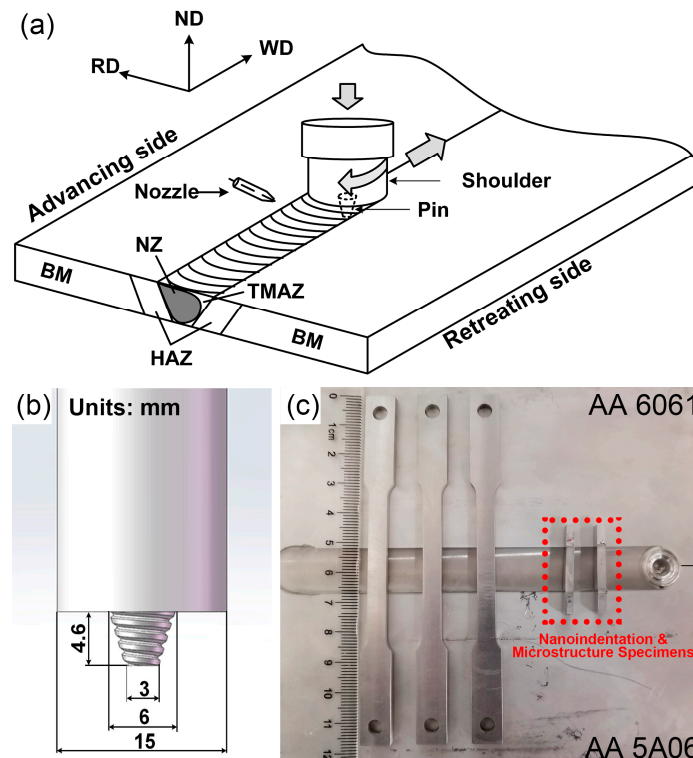 (a)
ND
RD
WD
Advancing side
Nozzle
Shoulder
Pin
NZ
BM
TMAZ
HAZ
BM
Retreating side
(b)
Units: mm
4.6
3
6
15
(c)
AA 6061
0
1cm
2
3
4
5
6
7
8
9
10
11
12
Nanoindentation &
Microstructure Specimens
AA 5A06